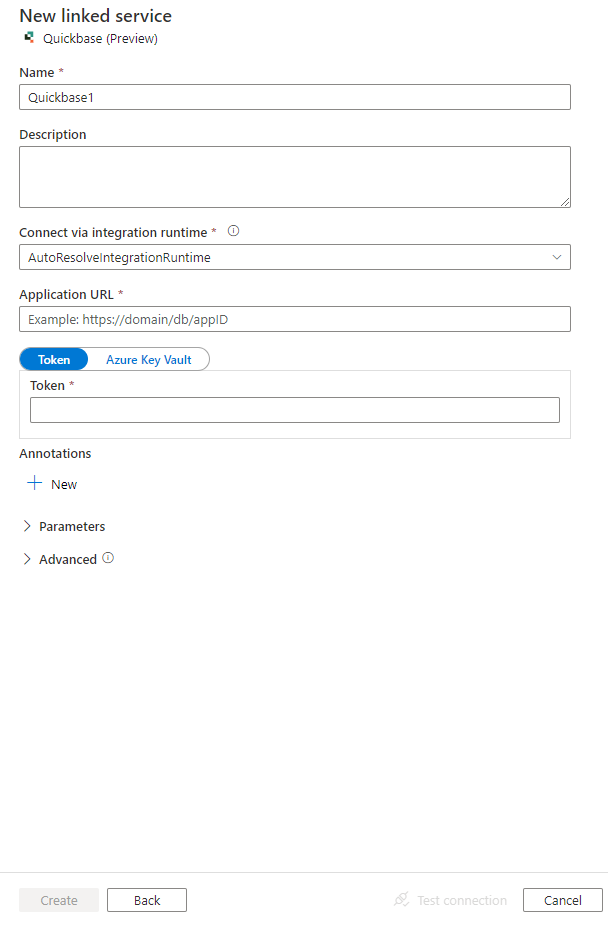 New linked service
Quickbase (Preview)
Name *
Quickbase1
Description
Connect via integration runtime *
AutoResolveIntegrationRuntime
Application URL *
Example: https://domain/db/appID
Token Azure Key Vault
Token *
Annotations
New
Parameters
Advanced
Create Back Test connection Cancel